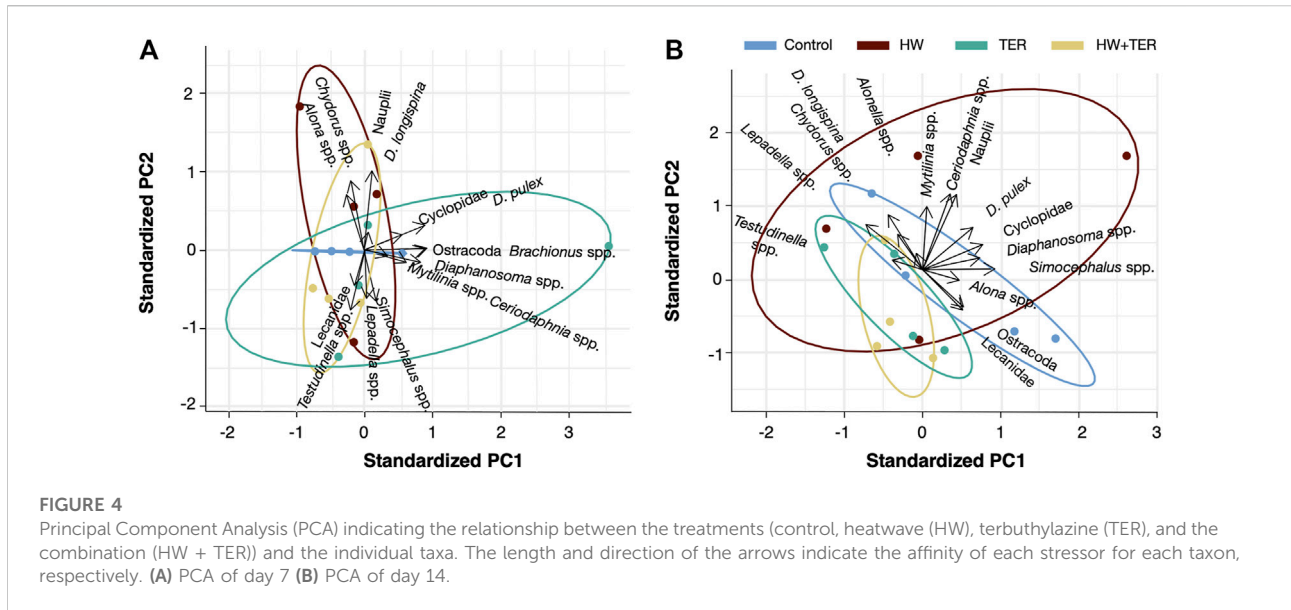 A
Standardized PC2
2
1
0
-1
-2
-2 -1 0 1 2 3
Standardized PC1
Chydorus spp.
Alona spp.
Nauplii
D. longispina
Cyclopidae
D. pulex
Ostracoda
Brachionus spp.
Diaphanosoma spp.
Mytilinia spp.
Ceriodaphnia spp.
Simocephalus spp.
Lepadella spp.
Lecanidae
Testudinella spp.
B
Control HW TER HW+TER
Standardized PC2
2
1
0
-1
-2 -1 0 1 2 3
Standardized PC1
Lepadella spp.
D. longispina
Chydorus spp.
Alonella spp.
Mytilinia spp.
Ceriodaphnia spp.
Nauplii
D. pulex
Cyclopidae
Diaphanosoma spp.
Simocephalus spp.
Alona spp.
Testudinella
spp.
Ostracoda
Lecanidae
FIGURE 4
Principal Component Analysis (PCA) indicating the relationship between the treatments (control, heatwave (HW), terbuthylazine (TER), and the
combination (HW + TER)) and the individual taxa. The length and direction of the arrows indicate the affinity of each stressor for each taxon,
respectively. (A) PCA of day 7 (B) PCA of day 14.